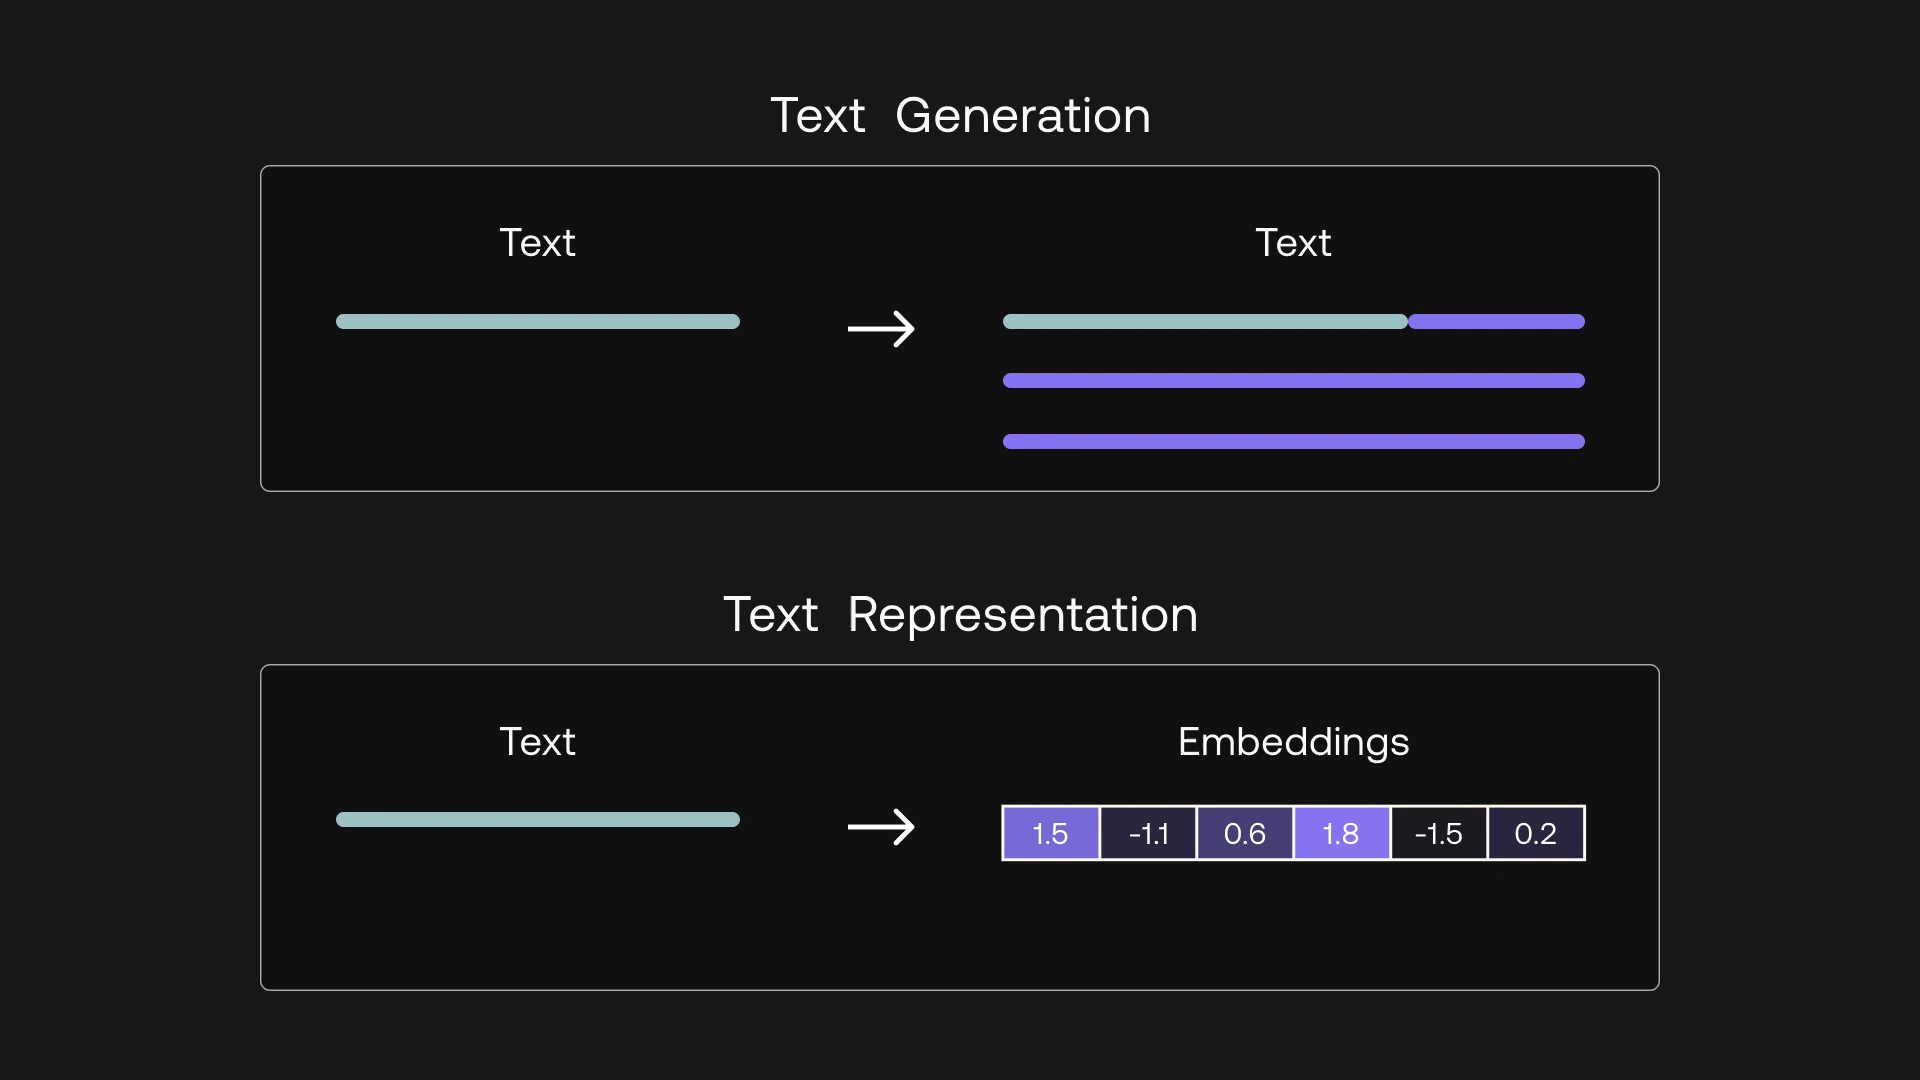 Text Generation
Text
Text
Text Representation
Text
Embeddings
1.5 -1.1 0.6 1.8 -1.5 0.2